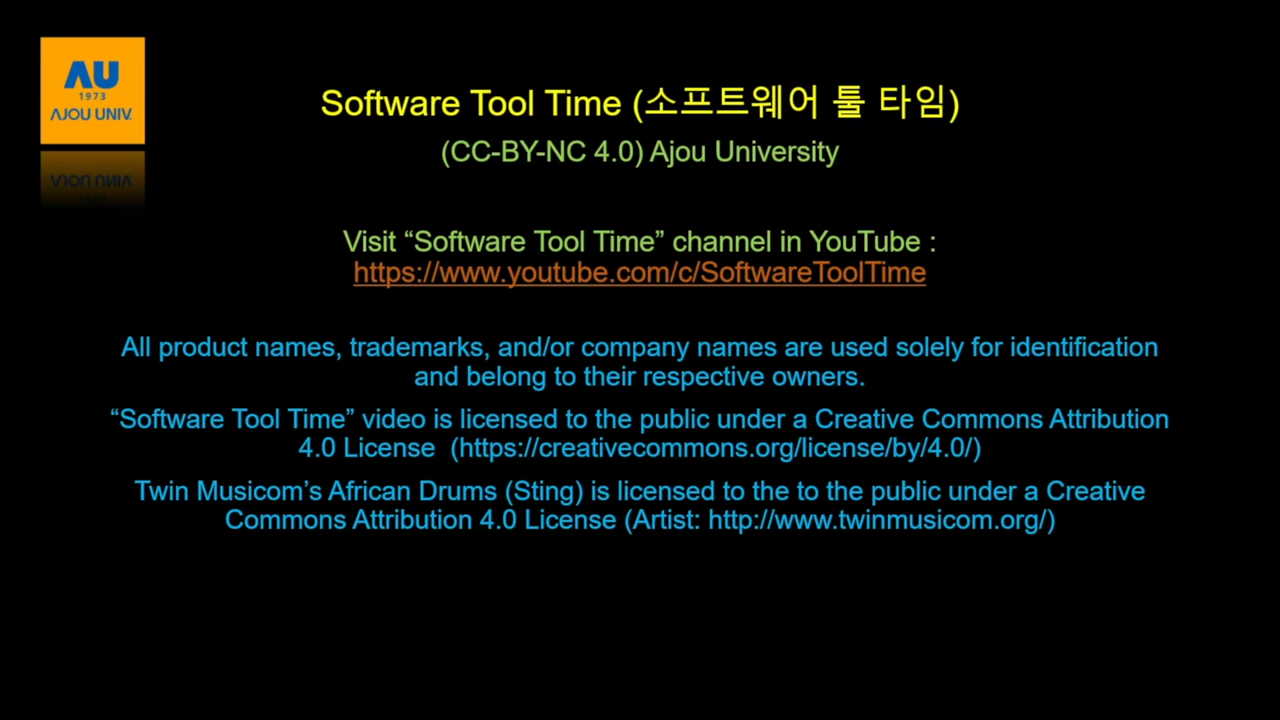 AU
1973
AJOU UNIV.
Software Tool Time (소프트웨어 툴 타임)
(CC-BY-NC 4.0) Ajou University
Visit “Software Tool Time” channel in YouTube :
https://www.youtube.com/c/SoftwareToolTime
All product names, trademarks, and/or company names are used solely for identification
and belong to their respective owners.
“Software Tool Time” video is licensed to the public under a Creative Commons Attribution
4.0 License  (https://creativecommons.org/license/by/4.0/)
Twin Musicom’s African Drums (Sting) is licensed to the to the public under a Creative
Commons Attribution 4.0 License (Artist: http://www.twinmusicom.org/)